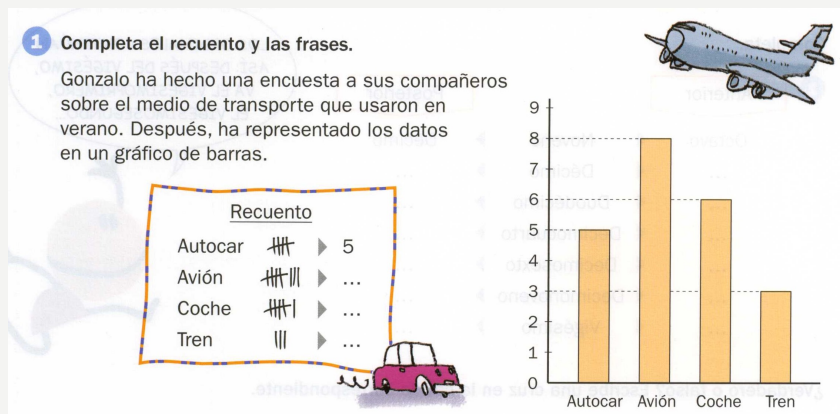 1 Completa el recuento y las frases.
Gonzalo ha hecho una encuesta a sus compañeros
sobre el medio de transporte que usaron en
verano. Después, ha representado los datos
en un gráfico de barras.
Recuento
Autocar 5
Avión ...
Coche ...
Tren ...
9
8
7
6
5
4
3
2
1
0
Autocar Avión Coche Tren